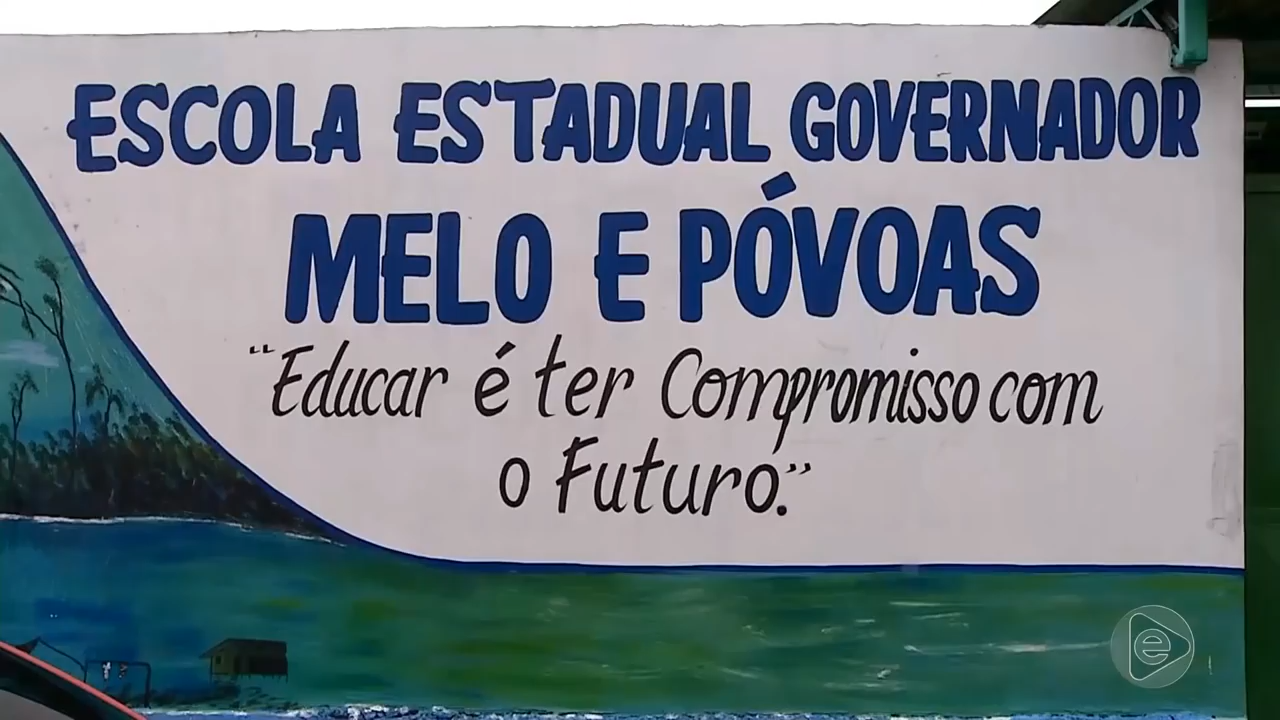 ESCOLA ESTADUAL GOVERNADOR
MELO E PÓVOAS
"Educar é ter Compromisso com
o Futuro."
e